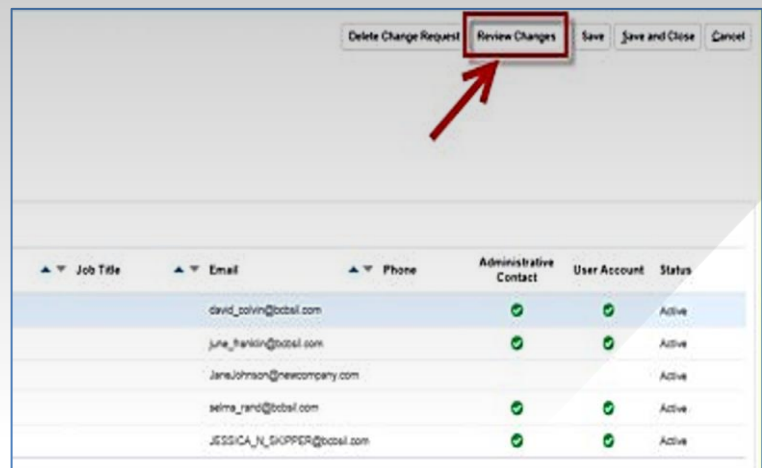 Delete Change Request Review Changes Save Save and Close Cancel
Job Title Email Phone Administrative Contact User Account Status
david_colvin@bcbsil.com Active
june_franklin@bcbsil.com Active
JaneJohnson@newcompany.com Active
selma_rand@bcbsil.com Active
JESSICA_N_SKIPPER@bcbsil.com Active